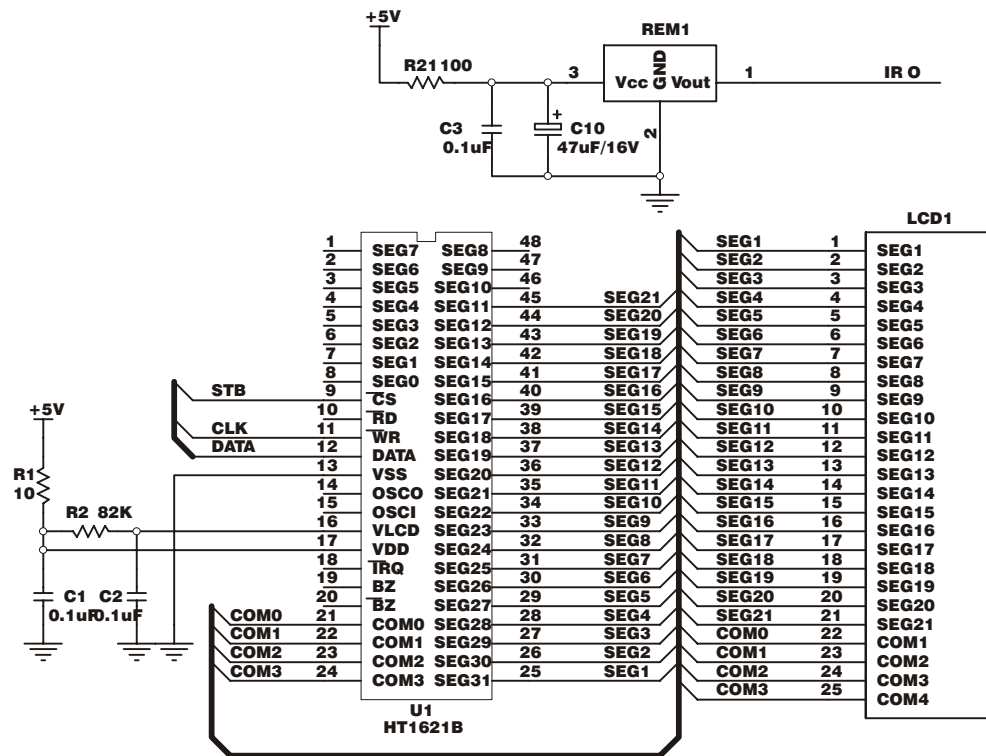 +5V
REM1
R21 100
3
Vcc
GND
Vout
1
IR O
2
C3
0.1uF
+
C10
47uF/16V
LCD1
1 SEG7 SEG8 48
2 SEG6 SEG9 47
3 SEG5 SEG10 46
4 SEG4 SEG11 45 SEG21
5 SEG3 SEG12 44 SEG20
6 SEG2 SEG13 43 SEG19
7 SEG1 SEG14 42 SEG18
8 SEG0 SEG15 41 SEG17
STB 9 CS SEG16 40 SEG16
10 RD SEG17 39 SEG15
CLK 11 WR SEG18 38 SEG14
DATA 12 DATA SEG19 37 SEG13
13 VSS SEG20 36 SEG12
14 OSCO SEG21 35 SEG11
15 OSCI SEG22 34 SEG10
16 VLCD SEG23 33 SEG9
17 VDD SEG24 32 SEG8
18 IRQ SEG25 31 SEG7
19 BZ SEG26 30 SEG6
20 BZ SEG27 29 SEG5
COM0 21 COM0 SEG28 28 SEG4
COM1 22 COM1 SEG29 27 SEG3
COM2 23 COM2 SEG30 26 SEG2
COM3 24 COM3 SEG31 25 SEG1
U1
HT1621B
+5V
R1
10
R2 82K
C1
0.1uF
C2
0.1uF
SEG1 1 SEG1
SEG2 2 SEG2
SEG3 3 SEG3
SEG4 4 SEG4
SEG5 5 SEG5
SEG6 6 SEG6
SEG7 7 SEG7
SEG8 8 SEG8
SEG9 9 SEG9
SEG10 10 SEG10
SEG11 11 SEG11
SEG12 12 SEG12
SEG13 13 SEG13
SEG14 14 SEG14
SEG15 15 SEG15
SEG16 16 SEG16
SEG17 17 SEG17
SEG18 18 SEG18
SEG19 19 SEG19
SEG20 20 SEG20
SEG21 21 SEG21
COM0 22 COM1
COM1 23 COM2
COM2 24 COM3
COM3 25 COM4